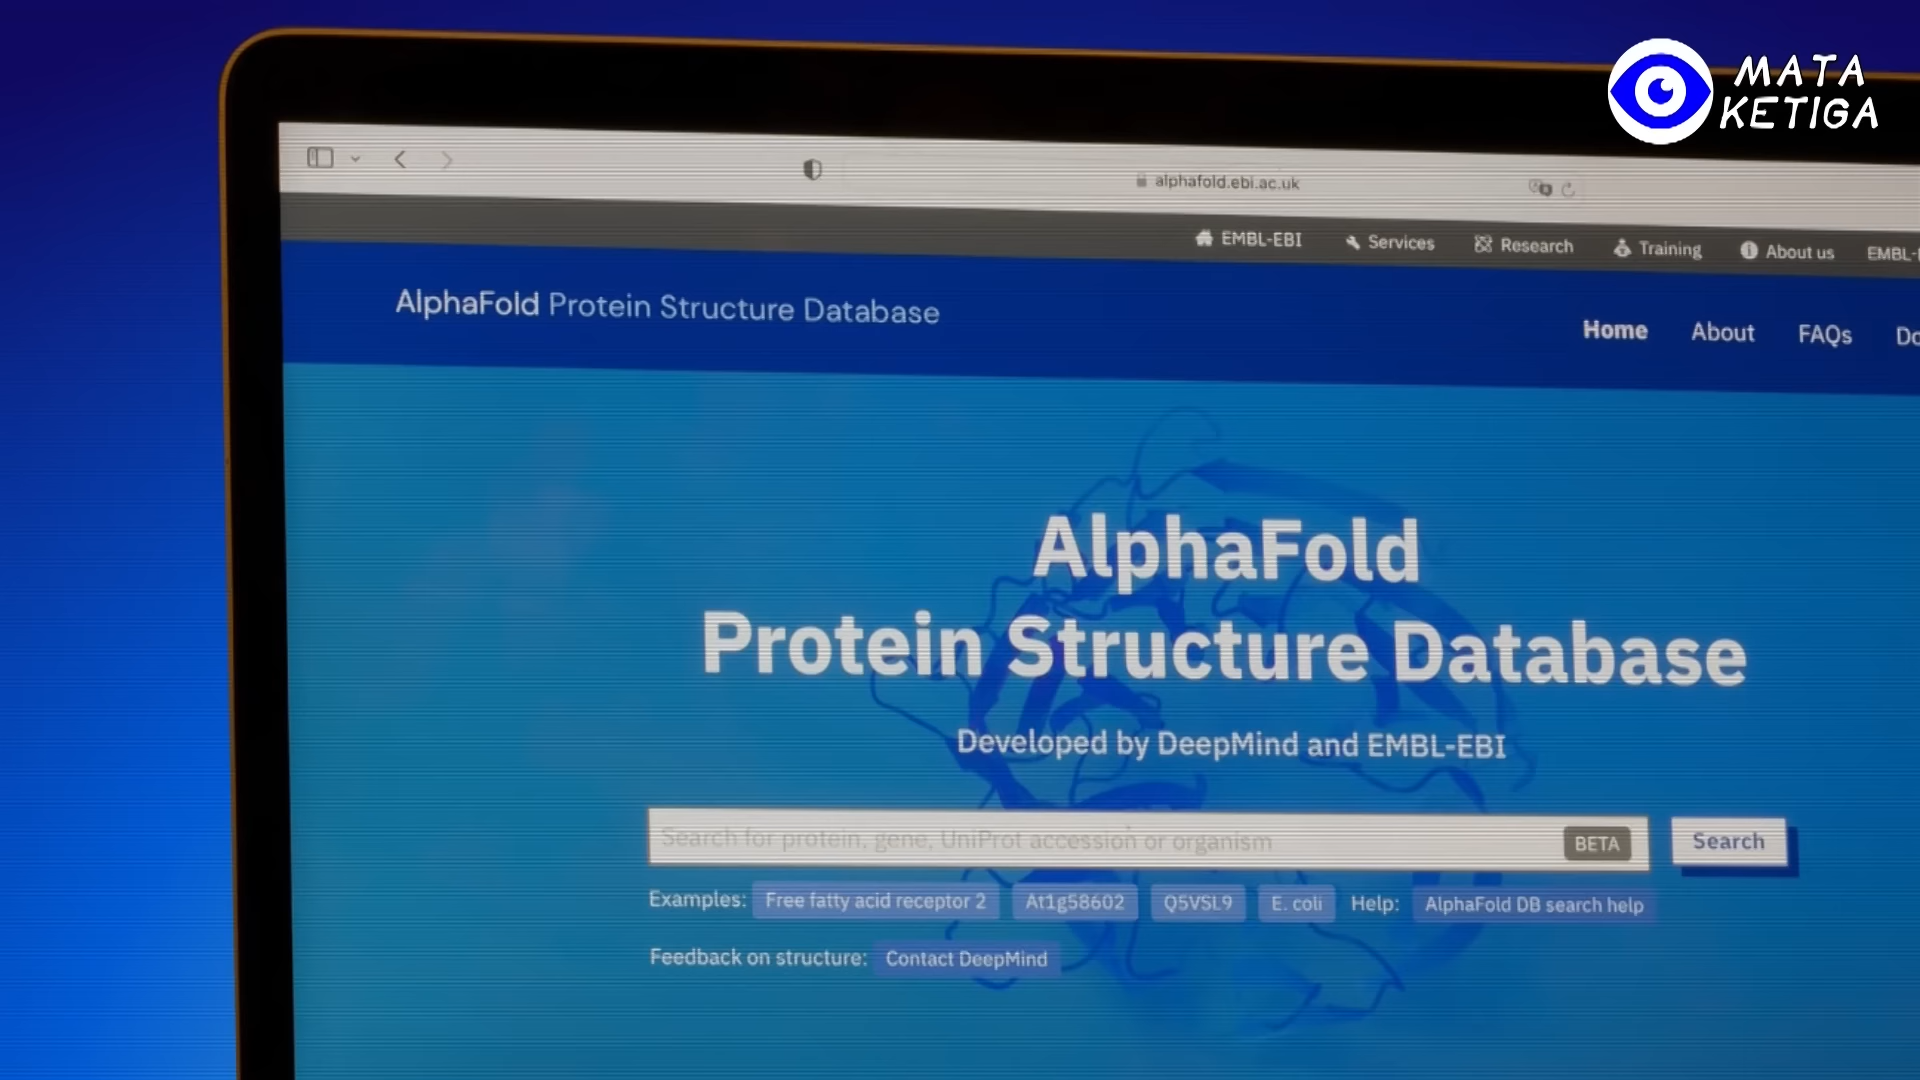 MATA
KETIGA
alphafold.ebi.ac.uk
EMBL-EBI Services Research Training About us
AlphaFold Protein Structure Database
Home About FAQs
AlphaFold
Protein Structure Database
Developed by DeepMind and EMBL-EBI
Search for protein, gene, UniProt accession or organism BETA Search
Examples: Free fatty acid receptor 2 At1g58602 Q5VSL9 E. coli Help: AlphaFold DB search help
Feedback on structure: Contact DeepMind